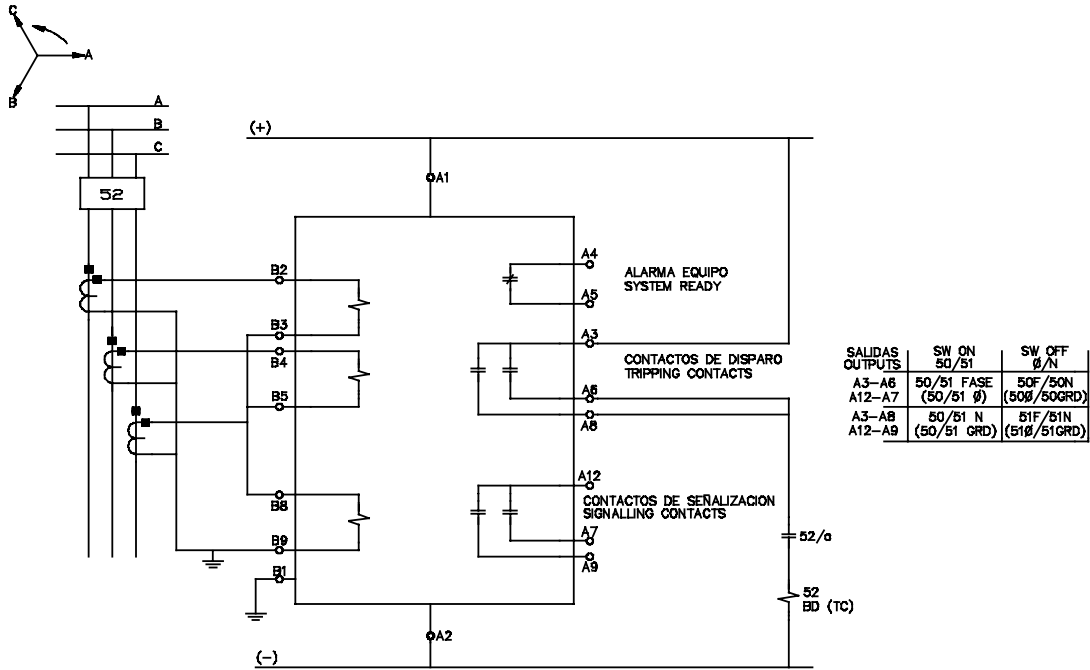 C
A
B
A
B
C
52
(+)
A1
B2
B3
B4
B5
B8
B9
B1
A4
A5
ALARMA EQUIPO
SYSTEM READY
A3
CONTACTOS DE DISPARO
TRIPPING CONTACTS
A6
A8
A12
CONTACTOS DE SEÑALIZACION
SIGNALLING CONTACTS
A7
A9
52/a
52
BD (TC)
A2
(-)
SALIDAS SW ON SW OFF
OUTPUTS 50/51 Ø/N
A3-A6 50/51 FASE 50F/50N
A12-A7 (50/51 Ø) (50Ø/50GRD)
A3-A8 50/51 N 51F/51N
A12-A9 (50/51 GRD) (51Ø/51GRD)